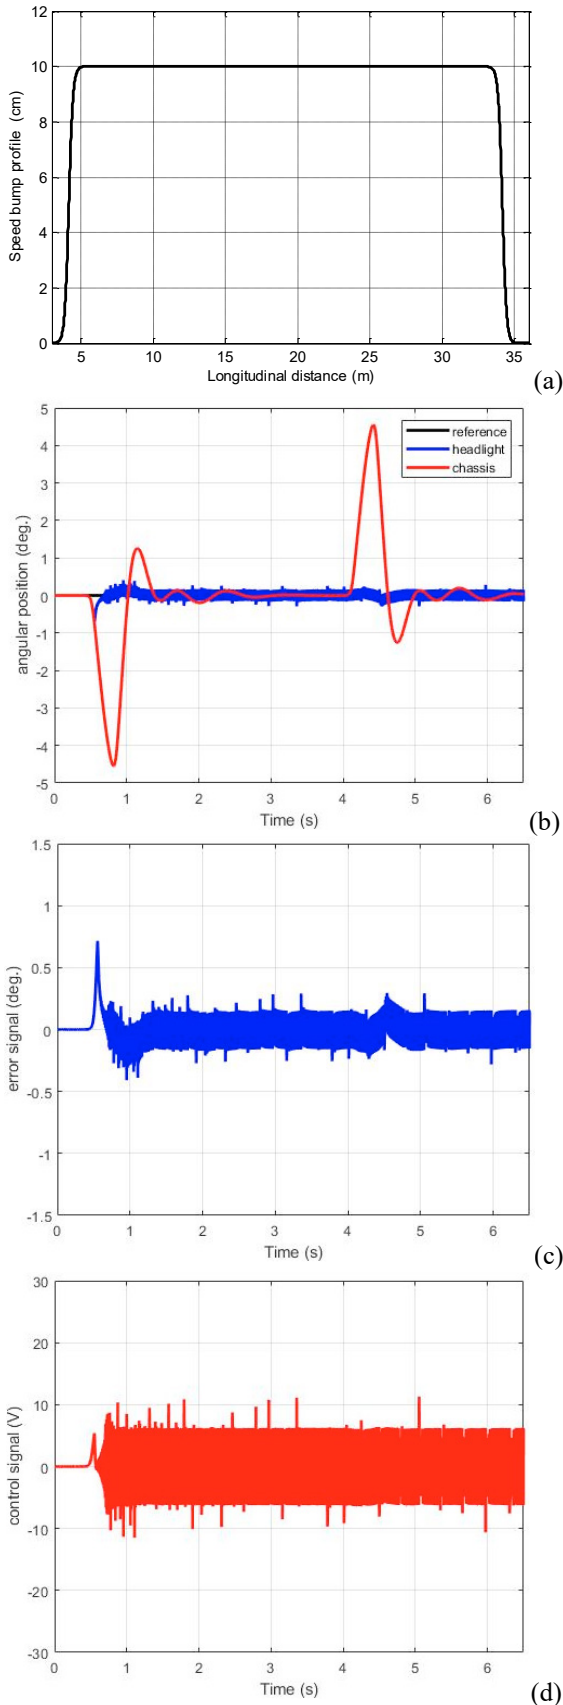 12
10
8
6
4
2
0
Speed bump profile (cm)
5 10 15 20 25 30 35
Longitudinal distance (m)
(a)
5
4
3
2
1
0
-1
-2
-3
-4
-5
angular position (deg.)
reference
headlight
chassis
0 1 2 3 4 5 6
Time (s)
(b)
1.5
1
0.5
0
-0.5
-1
-1.5
error signal (deg.)
0 1 2 3 4 5 6
Time (s)
(c)
30
20
10
0
-10
-20
-30
control signal (V)
0 1 2 3 4 5 6
Time (s)
(d)